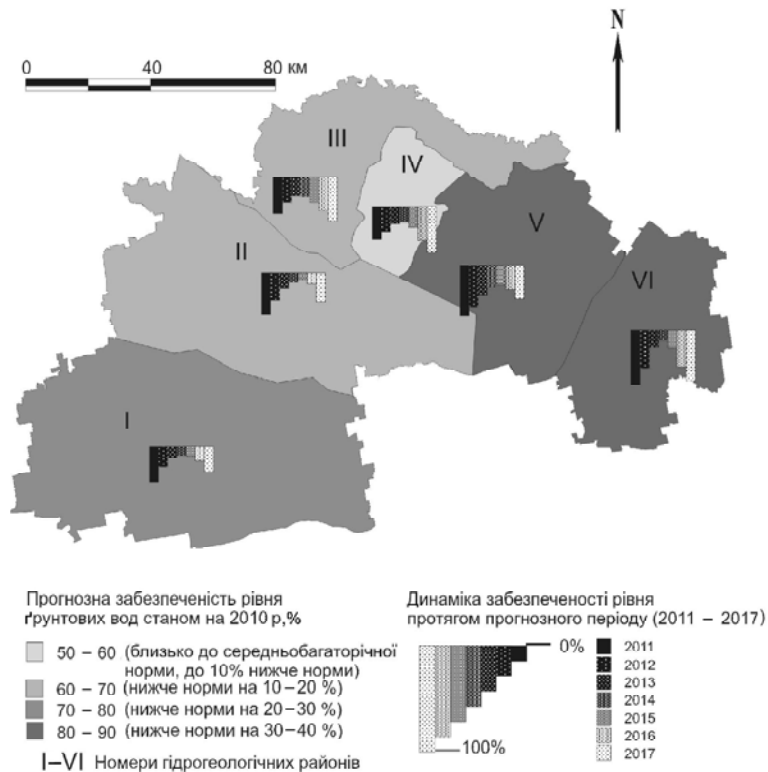 N
0 40 80 км
III
IV
II
V
VI
I
Прогнозна забезпеченість рівня
ґрунтових вод станом на 2010 р,%
50 – 60 (близько до середньобагаторічної
норми, до 10% нижче норми)
60 – 70 (нижче норми на 10–20 %)
70 – 80 (нижче норми на 20–30 %)
80 – 90 (нижче норми на 30–40 %)
I–VI Номери гідрогеологічних районів
Динаміка забезпеченості рівня
протягом прогнозного періоду (2011 – 2017)
0%
100%
2011
2012
2013
2014
2015
2016
2017